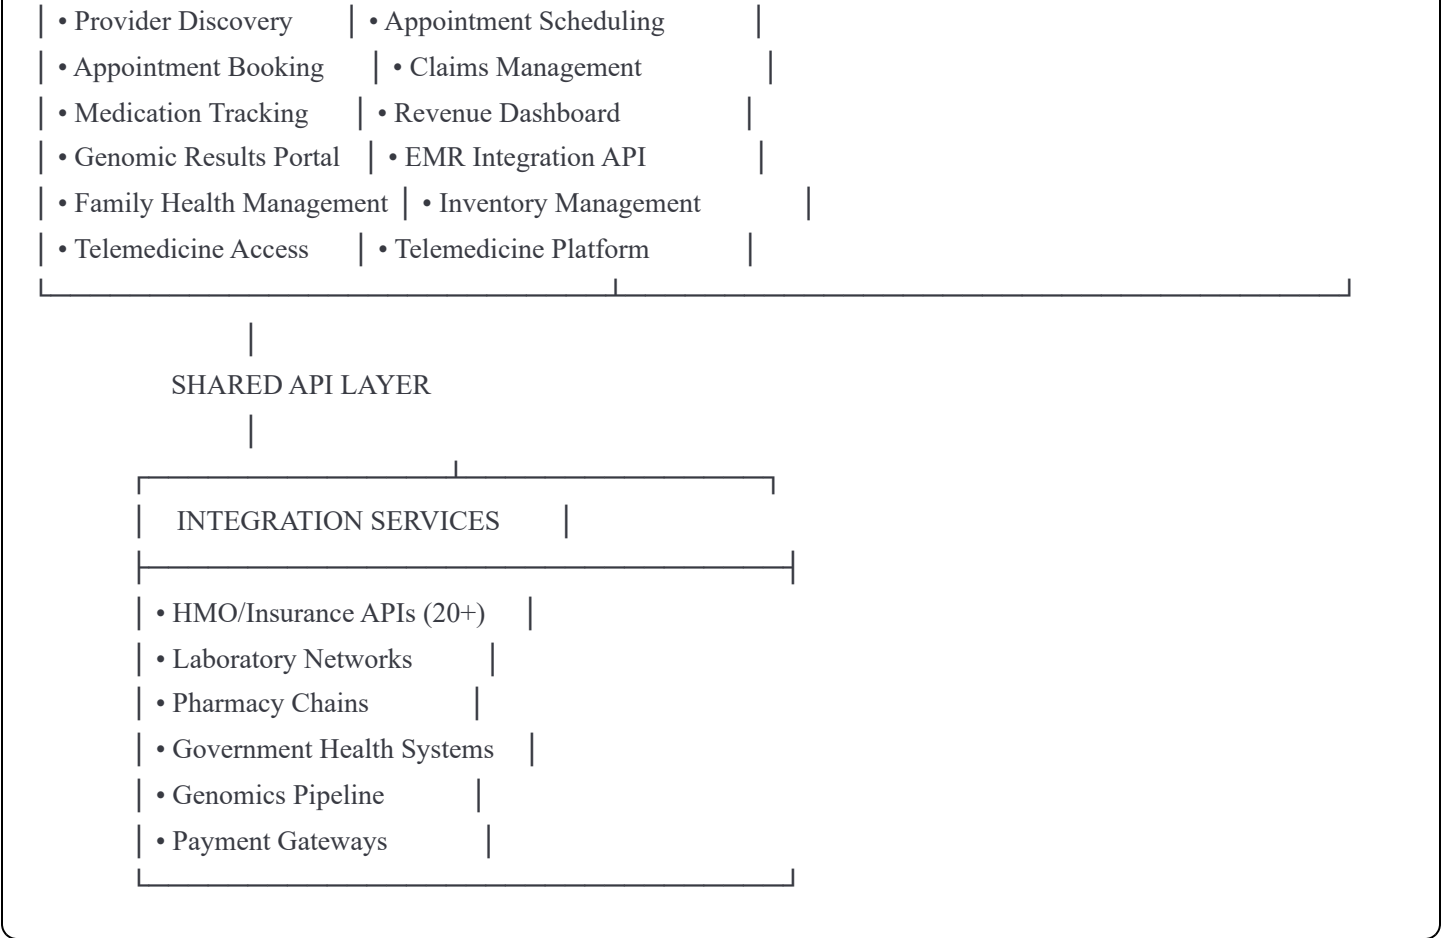 │ • Provider Discovery │ • Appointment Scheduling │
│ • Appointment Booking │ • Claims Management │
│ • Medication Tracking │ • Revenue Dashboard │
│ • Genomic Results Portal │ • EMR Integration API │
│ • Family Health Management │ • Inventory Management │
│ • Telemedicine Access │ • Telemedicine Platform │
SHARED API LAYER
│ INTEGRATION SERVICES │
│ • HMO/Insurance APIs (20+) │
│ • Laboratory Networks │
│ • Pharmacy Chains │
│ • Government Health Systems │
│ • Genomics Pipeline │
│ • Payment Gateways │